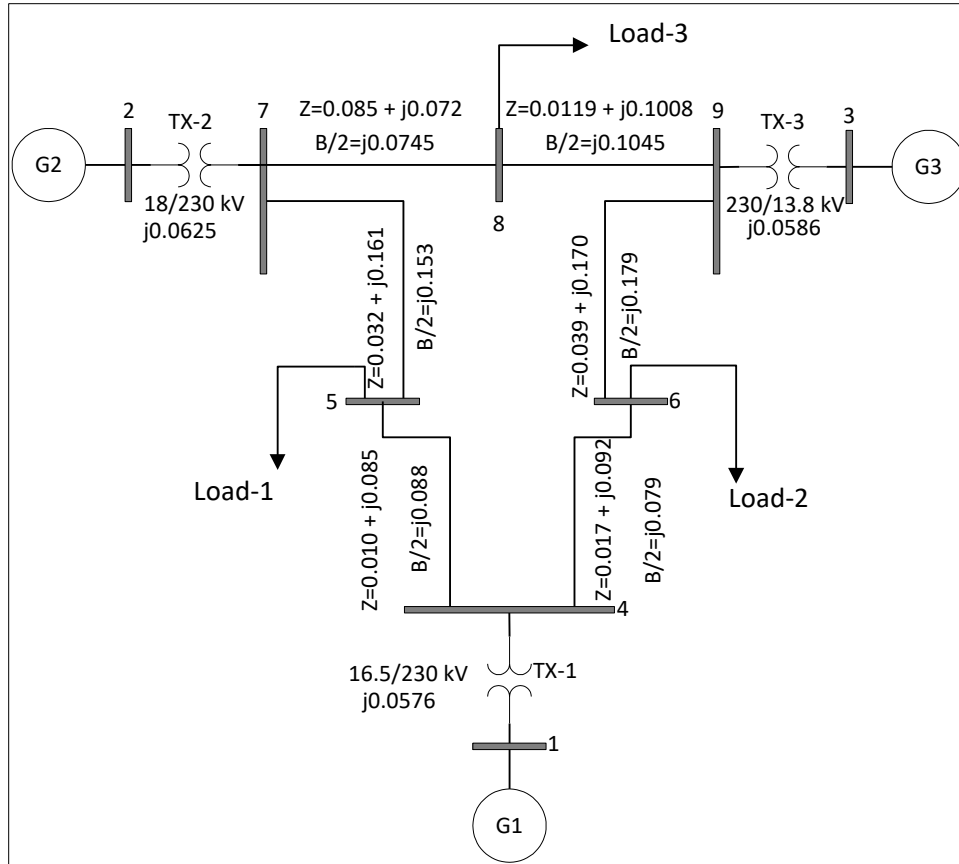 Load-3
2
TX-2
7
Z=0.085 + j0.072
B/2=j0.0745
Z=0.0119 + j0.1008
B/2=j0.1045
9
TX-3
3
G2
G3
18/230 kV
j0.0625
8
230/13.8 kV
j0.0586
Z=0.032 + j0.161
B/2=j0.153
Z=0.039 + j0.170
B/2=j0.179
5
6
Load-1
Load-2
Z=0.010 + j0.085
B/2=j0.088
Z=0.017 + j0.092
B/2=j0.079
4
16.5/230 kV
j0.0576
TX-1
1
G1